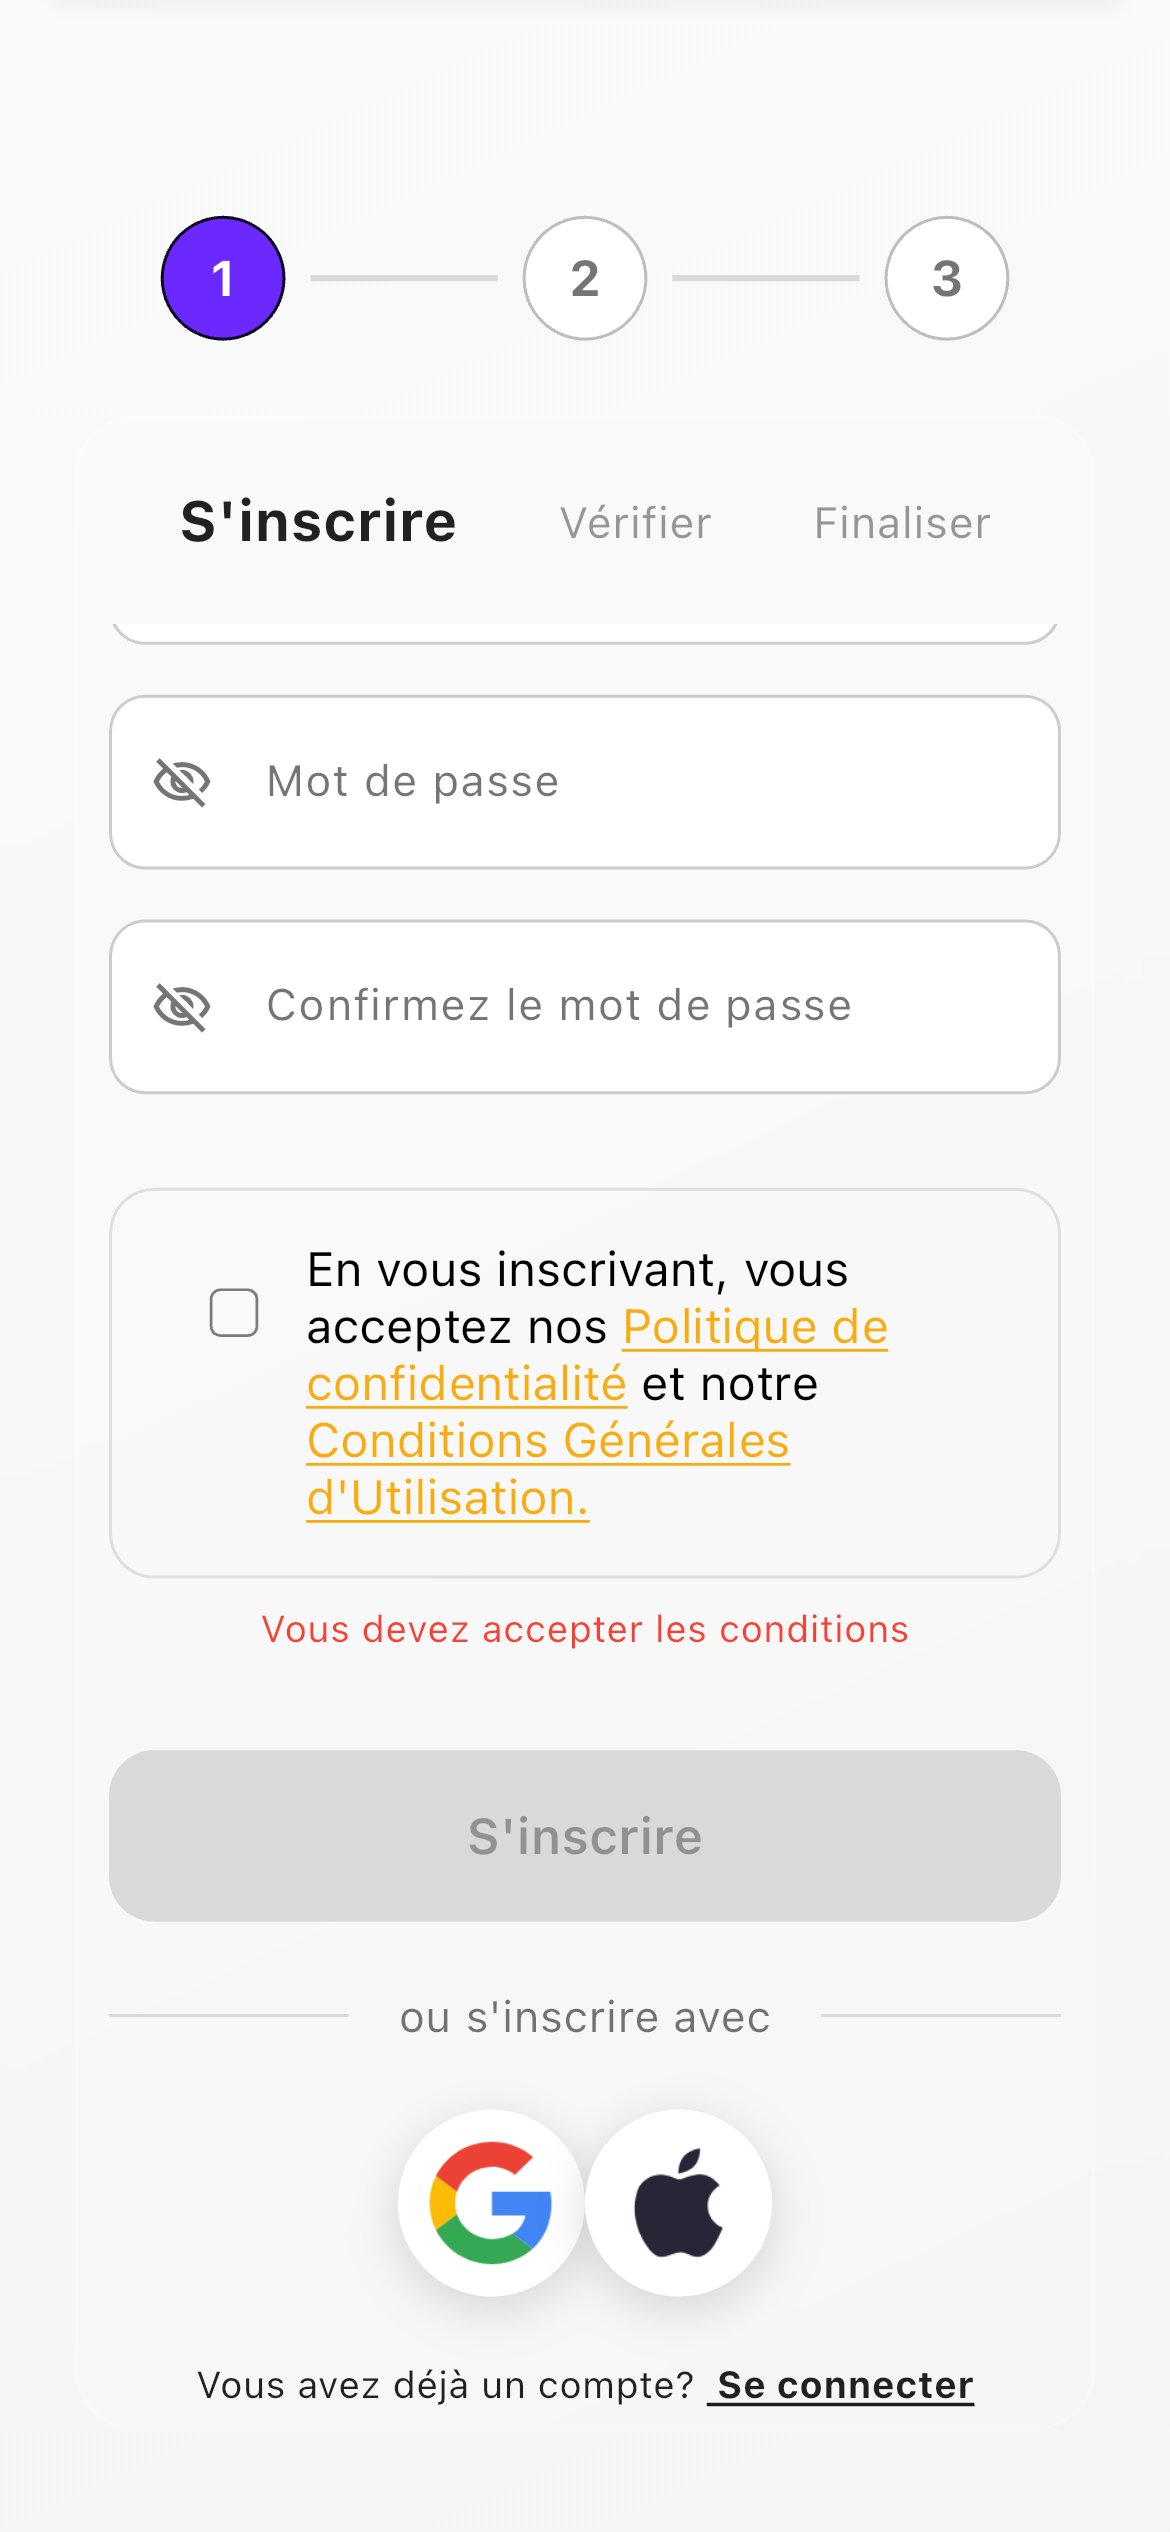 1 2 3
S'inscrire Vérifier Finaliser
Mot de passe
Confirmez le mot de passe
En vous inscrivant, vous
acceptez nos Politique de
confidentialité et notre
Conditions Générales
d'Utilisation.
Vous devez accepter les conditions
S'inscrire
ou s'inscrire avec
Vous avez déjà un compte? Se connecter